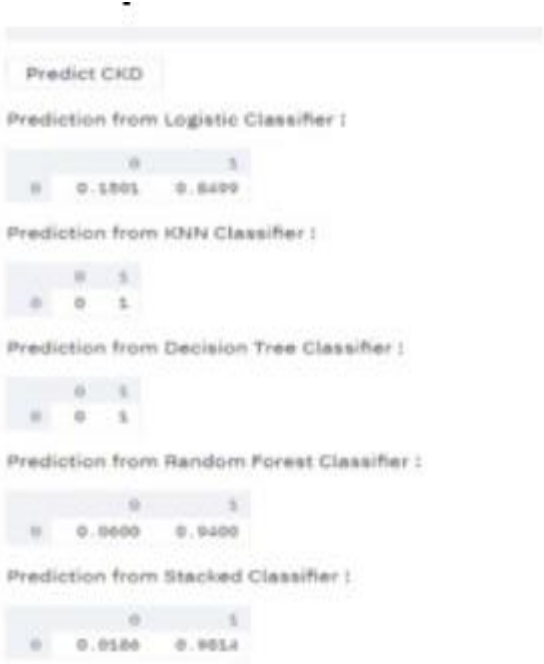 Predict CKD
Prediction from Logistic Classifier :
0 1
0 0.1501 0.8499
Prediction from KNN Classifier :
0 1
0 0 1
Prediction from Decision Tree Classifier :
0 1
0 0 1
Prediction from Random Forest Classifier :
0 1
0 0.0600 0.9400
Prediction from Stacked Classifier :
0 1
0 0.0186 0.9814